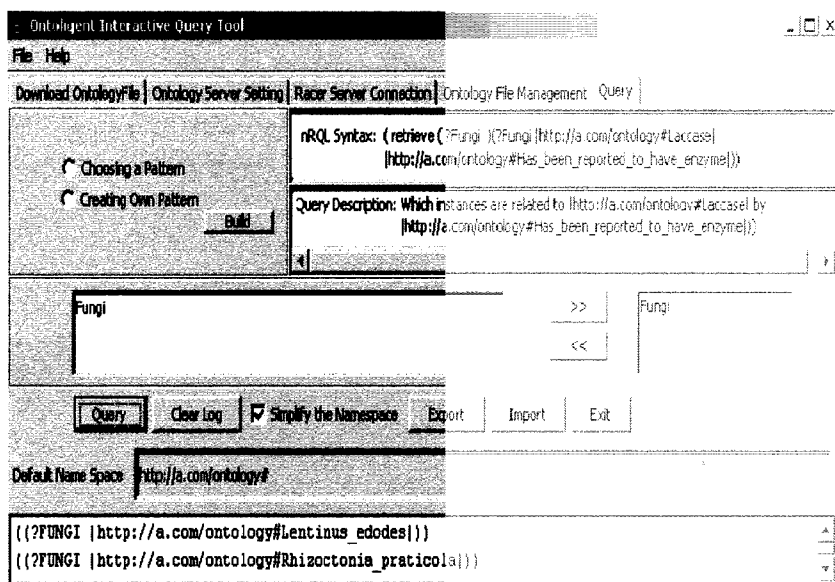 Ontoligent Interactive Query Tool
File Help
Download OntologyFile Ontology Server Setting Racer Server Connection Ontology File Management Query
nRQL Syntax: ( retrieve ( ?Fungi )(?Fungi |http://a.com/ontology#Laccase|
|http://a.com/ontology#Has_been_reported_to_have_enzyme|))
Choosing a Pattern
Creating Own Pattern
Build
Query Description: Which instances are related to |http://a.com/ontology#Laccase| by
|http://a.com/ontology#Has_been_reported_to_have_enzyme|))
Fungi >> Fungi
<<
Query Clear Log Simplify the Namespace Export Import Exit
Default Name Space http://a.com/ontology#
((?FUNGI |http://a.com/ontology#Lentinus_edodes|))
((?FUNGI |http://a.com/ontology#Rhizoctonia_praticola|))